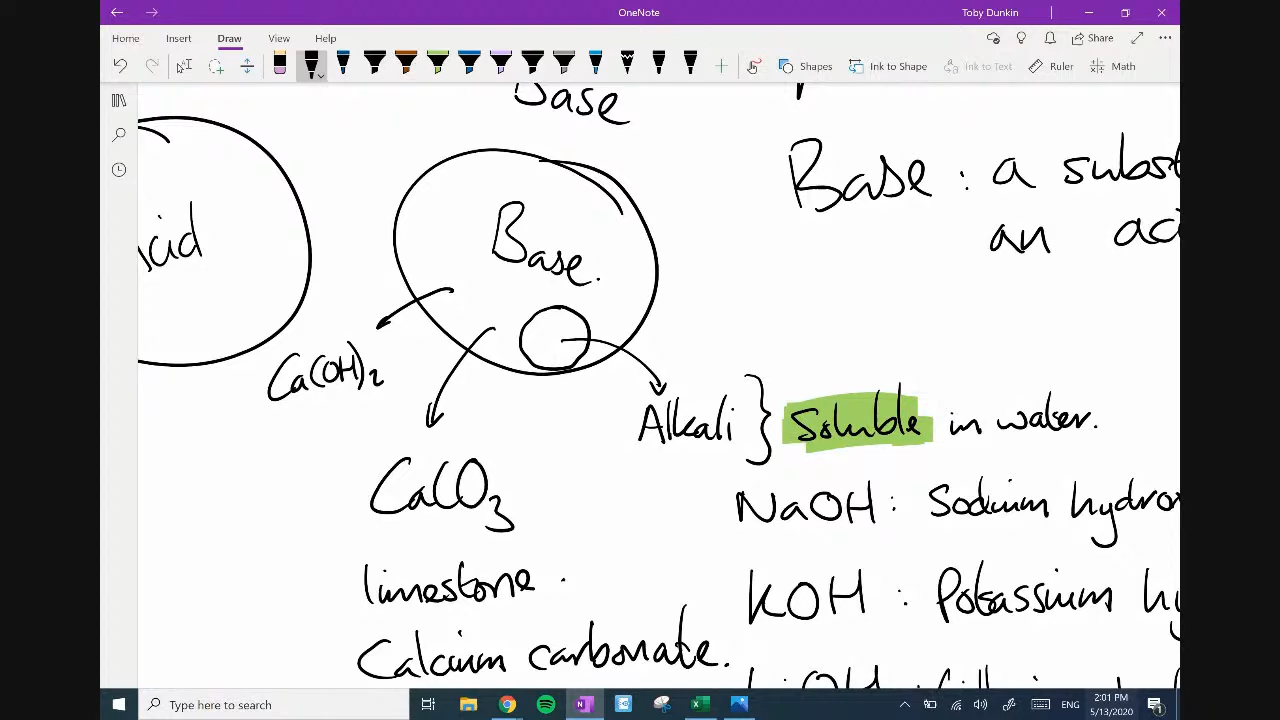 OneNote
Toby Dunkin
Home Insert Draw View Help
Share
Shapes
Ink to Shape
Ink to Text
Ruler
Math
Base
Base : a subst
an aci
cid
Base.
Ca(OH)2
Alkali } Soluble in water.
CaCO3
NaOH : Sodium hydro
limestone.
KOH : Potassium hy
Calcium carbonate.
Type here to search
ENG
2:01 PM
5/13/2020